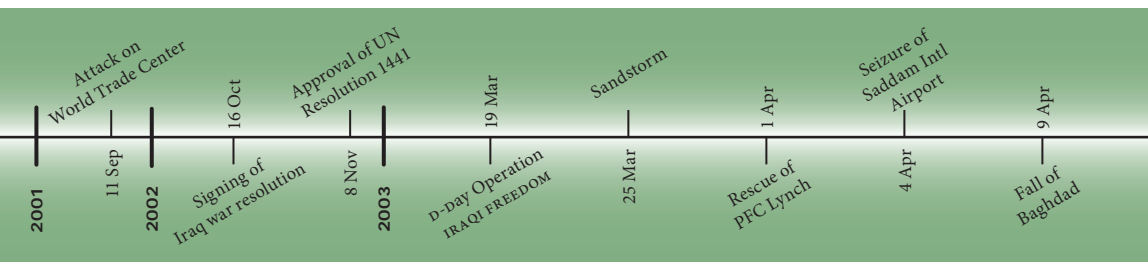 2001
Attack on
World Trade Center
11 Sep
2002
16 Oct
Signing of
Iraq war resolution
Approval of UN
Resolution 1441
8 Nov
2003
19 Mar
D-Day Operation
IRAQI FREEDOM
Sandstorm
25 Mar
1 Apr
Rescue of
PFC Lynch
Seizure of
Saddam Intl
Airport
4 Apr
9 Apr
Fall of
Baghdad